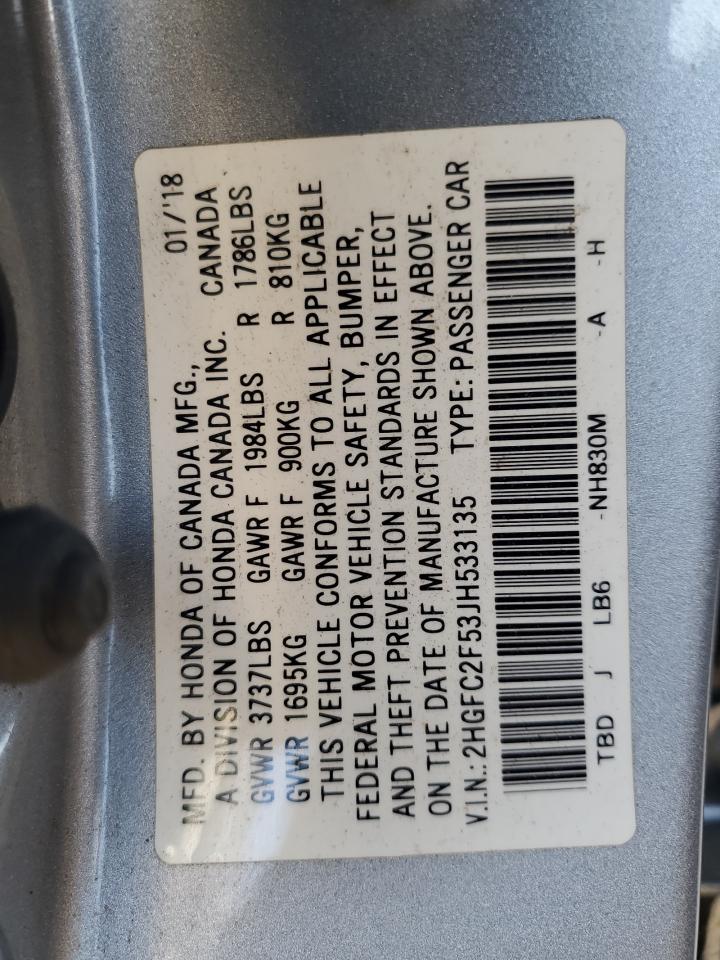 MFD. BY HONDA OF CANADA MFG., 01/'18
A DIVISION OF HONDA CANADA INC. CANADA
GVWR 3737LBS GAWR F 1984LBS R 1786LBS
GVWR 1695KG GAWR F 900KG R 810KG
THIS VEHICLE CONFORMS TO ALL APPLICABLE
FEDERAL MOTOR VEHICLE SAFETY, BUMPER,
AND THEFT PREVENTION STANDARDS IN EFFECT
ON THE DATE OF MANUFACTURE SHOWN ABOVE.
V.I.N.: 2HGFC2F53JH533135 TYPE: PASSENGER CAR
TBD J LB6 -NH830M -A -H